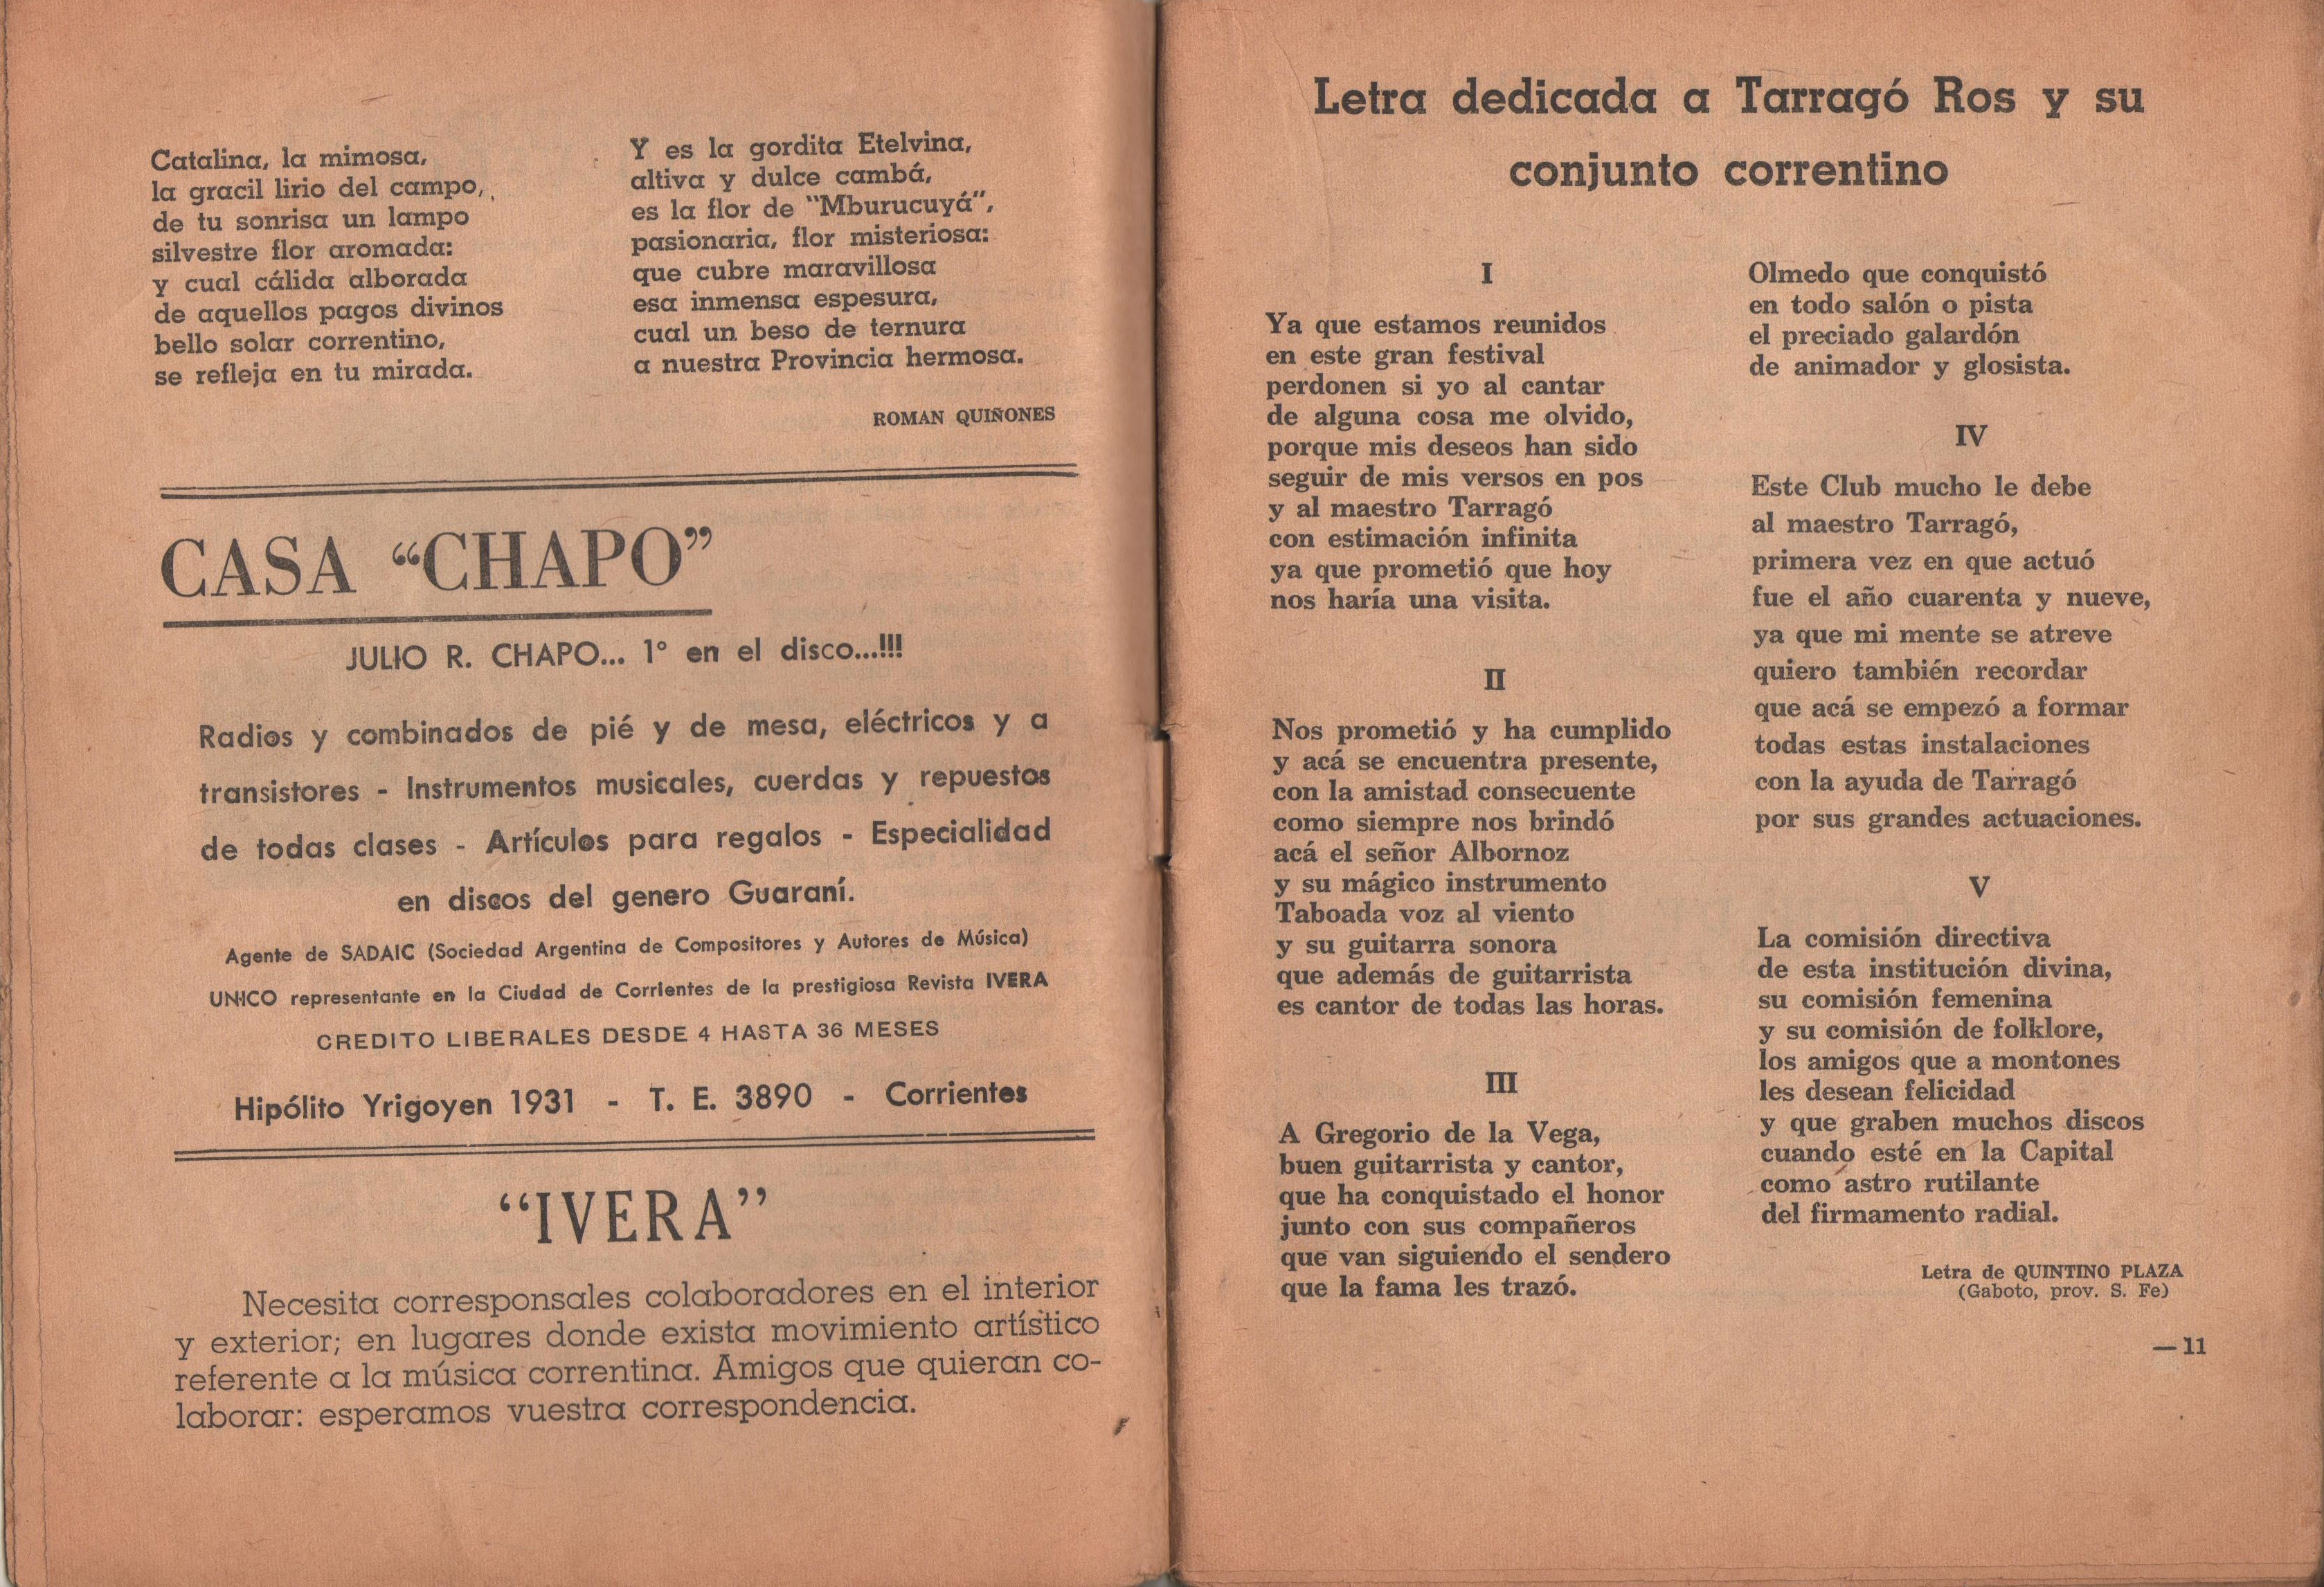 Catalina, la mimosa,
la gracil lirio del campo,
de tu sonrisa un lampo
silvestre flor aromada:
y cual cálida alborada
de aquellos pagos divinos
bello solar correntino,
se refleja en tu mirada.
Y es la gordita Etelvina,
altiva y dulce cambá,
es la flor de "Mburucuyá",
pasionaria, flor misteriosa:
que cubre maravillosa
esa inmensa espesura,
cual un beso de ternura
a nuestra Provincia hermosa.
ROMAN QUIÑONES
CASA “CHAPO”
JULIO R. CHAPO... 1° en el disco...!!!
Radios y combinados de pié y de mesa, eléctricos y a
transistores - Instrumentos musicales, cuerdas y repuestos
de todas clases - Artículos para regalos - Especialidad
en discos del genero Guaraní.
Agente de SADAIC (Sociedad Argentina de Compositores y Autores de Música)
UNICO representante en la Ciudad de Corrientes de la prestigiosa Revista IVERA
CREDITO LIBERALES DESDE 4 HASTA 36 MESES
Hipólito Yrigoyen 1931 - T. E. 3890 - Corrientes
“IVERA”
Necesita corresponsales colaboradores en el interior
y exterior; en lugares donde exista movimiento artístico
referente a la música correntina. Amigos que quieran co-
laborar: esperamos vuestra correspondencia.
Letra dedicada a Tarragó Ros y su
conjunto correntino
I
Ya que estamos reunidos
en este gran festival
perdonen si yo al cantar
de alguna cosa me olvido,
porque mis deseos han sido
seguir de mis versos en pos
y al maestro Tarragó
con estimación infinita
ya que prometió que hoy
nos haría una visita.
II
Nos prometió y ha cumplido
y acá se encuentra presente,
con la amistad consecuente
como siempre nos brindó
acá el señor Albornoz
y su mágico instrumento
Taboada voz al viento
y su guitarra sonora
que además de guitarrista
es cantor de todas las horas.
III
A Gregorio de la Vega,
buen guitarrista y cantor,
que ha conquistado el honor
junto con sus compañeros
que van siguiendo el sendero
que la fama les trazó.
Olmedo que conquistó
en todo salón o pista
el preciado galardón
de animador y glosista.
IV
Este Club mucho le debe
al maestro Tarragó,
primera vez en que actuó
fue el año cuarenta y nueve,
ya que mi mente se atreve
quiero también recordar
que acá se empezó a formar
todas estas instalaciones
con la ayuda de Tarragó
por sus grandes actuaciones.
V
La comisión directiva
de esta institución divina,
su comisión femenina
y su comisión de folklore,
los amigos que a montones
les desean felicidad
y que graben muchos discos
cuando esté en la Capital
como astro rutilante
del firmamento radial.
Letra de QUINTINO PLAZA
(Gaboto, prov. S. Fe)
—11